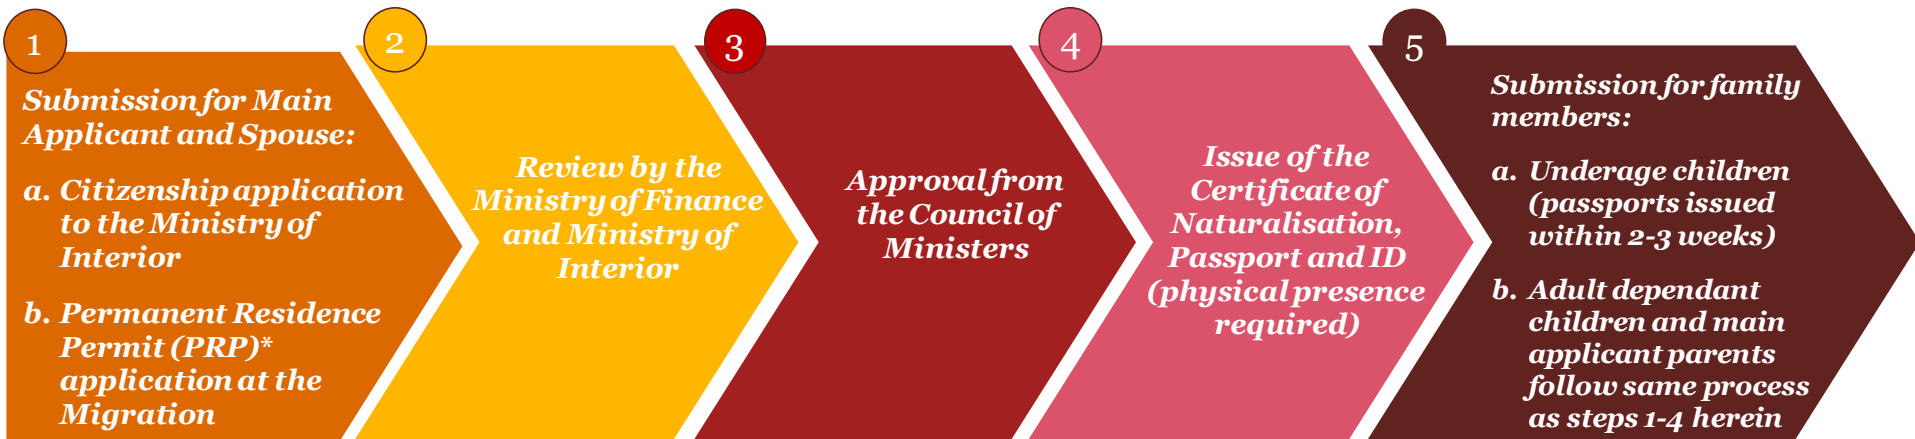 1
Submission for Main
Applicant and Spouse:
a. Citizenship application
to the Ministry of
Interior
b. Permanent Residence
Permit (PRP)*
application at the
Migration
2
Review by the
Ministry of Finance
and Ministry of
Interior
3
Approval from
the Council of
Ministers
4
Issue of the
Certificate of
Naturalisation,
Passport and ID
(physical presence
required)
5
Submission for family
members:
a. Underage children
(passports issued
within 2-3 weeks)
b. Adult dependant
children and main
applicant parents
follow same process
as steps 1-4 herein